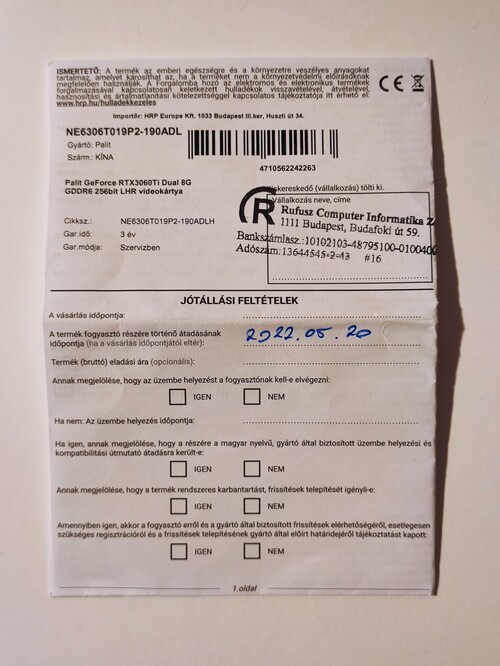 ISMERTETŐ: A termék az emberi egészségre és a környezetre veszélyes anyagokat
tartalmaz, amelyet károsíthat az, ha a terméket nem a környezetvédelmi előírásoknak
megfelelően használják el. A Forgalomba hozó az elektromos és elektronikus termékek
forgalmazásával kapcsolatosan keletkezett hulladékok visszavételével, átvételével,
hasznosítási és ártalmatlanítási kötelezettséggel kapcsolatos tájékoztatója itt érhető el:
www.hrp.hu/hulladekkezeles
CE
Importőr: HRP Europe Kft. 1033 Budapest III.ker, Huszti út 34.
NE6306T019P2-190ADL
Gyártó: Palit
Szárm.: KÍNA
4710562242263
Palit GeForce RTX3060Ti Dual 8G
GDDR6 256bit LHR videokártya
Kiskereskedő (vállalkozás) tölti ki.
Vállalkozás neve, címe
Rufusz Computer Informatika Z
1111 Budapest, Budafoki út 59.
Bankszámlasz.:10102103-48795100-0100400
Adószám:13644545-2-43 #16
Cikksz.: NE6306T019P2-190ADLH
Gar.idő: 3 év
Gar.módja: Szervizben
JÓTÁLLÁSI FELTÉTELEK
A vásárlás időpontja:
A termék fogyasztó részére történő átadásának
időpontja (ha a vásárlás időpontjától eltér): 2022.05.20
Termék (bruttó) eladási ára (opcionális):
Annak megjelölése, hogy az üzembe helyezést a fogyasztónak kell-e elvégezni:
IGEN NEM
Ha nem: Az üzembe helyezés időpontja:
Ha igen, annak megjelölése, hogy a részére a magyar nyelvű, gyártó által biztosított üzembe helyezési és
kompatibilitási útmutató átadásra került-e:
IGEN NEM
Annak megjelölése, hogy a termék rendszeres karbantartást, frissítések telepítését igényli-e:
IGEN NEM
Amennyiben igen, akkor a fogyasztó erről és a gyártó által biztosított frissítések elérhetőségéről, esetlegesen
szükséges regisztrációról és a frissítések telepítésének gyártó által előírt határidejéről tájékoztatást kapott:
IGEN NEM
1.oldal